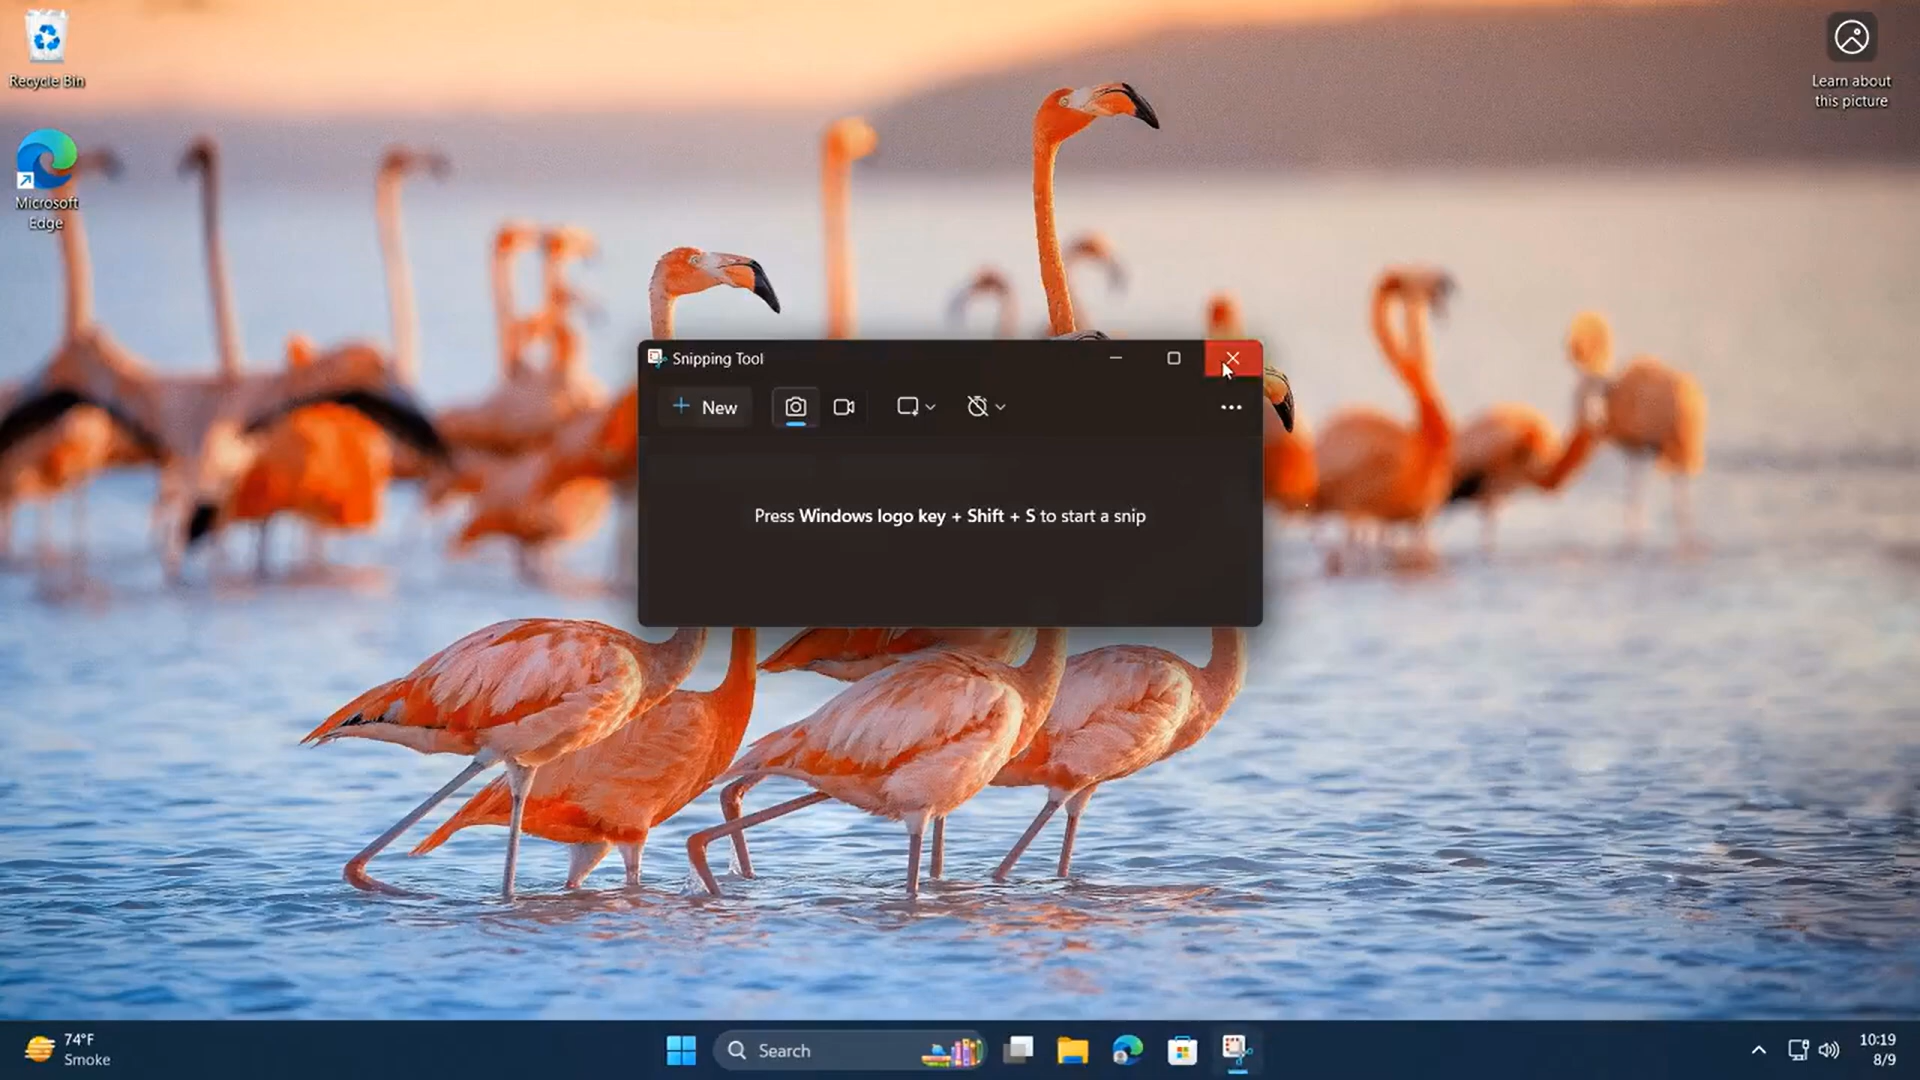 Recycle Bin
Microsoft
Edge
Learn about
this picture
Snipping Tool
New
Press Windows logo key + Shift + S to start a snip
74°F
Smoke
Search
10:19
8/9